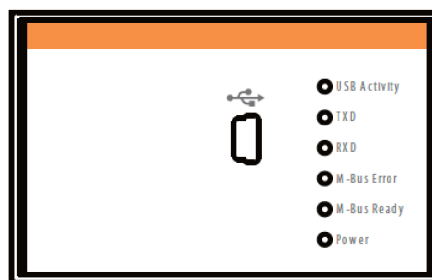 USB Activity
TXD
RXD
M-Bus Error
M-Bus Ready
Power